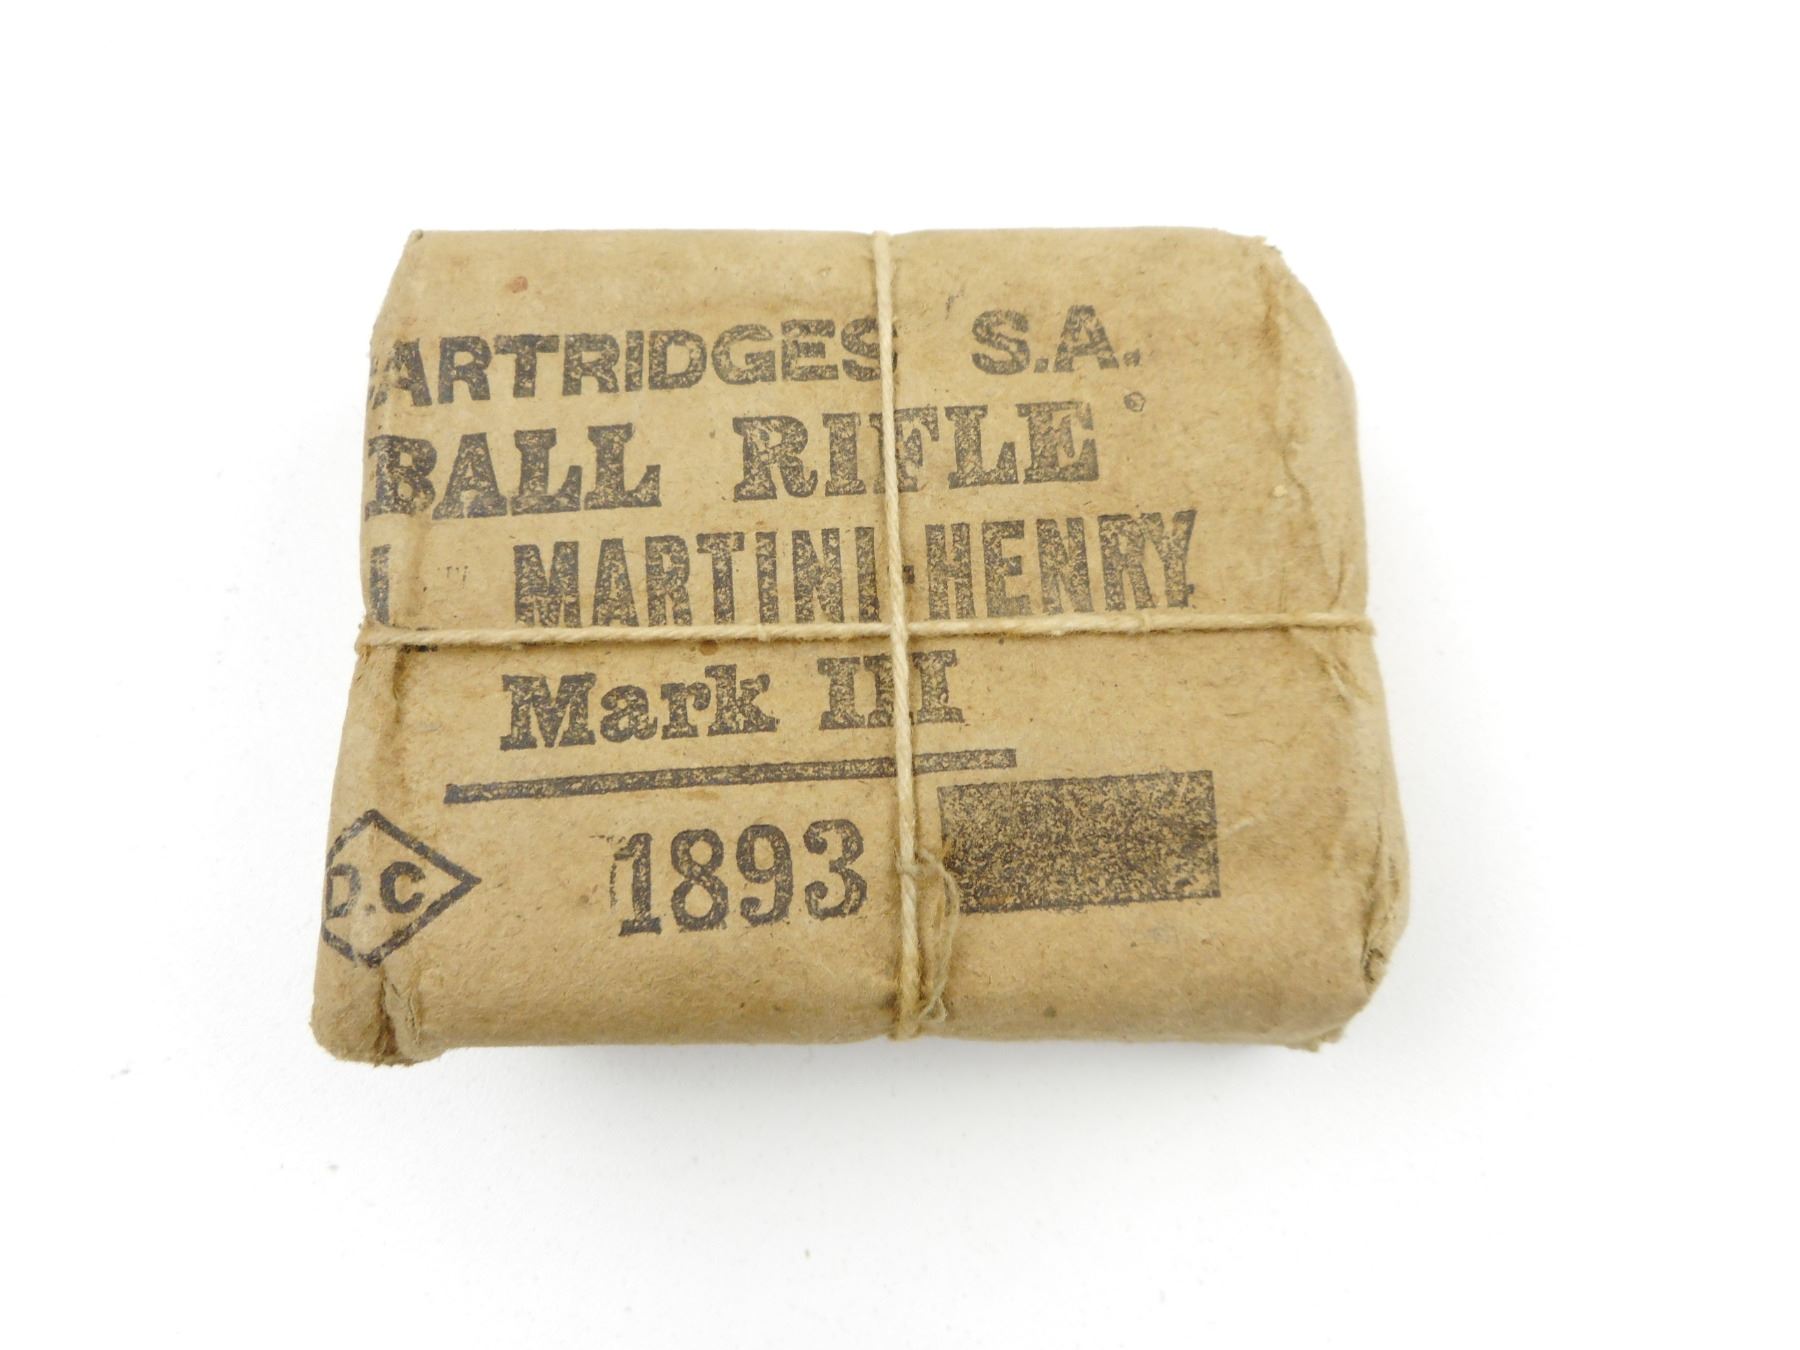 ARTRIDGES S.A.
BALL RIFLE
MARTINI-HENRY
Mark III
D.C 1893